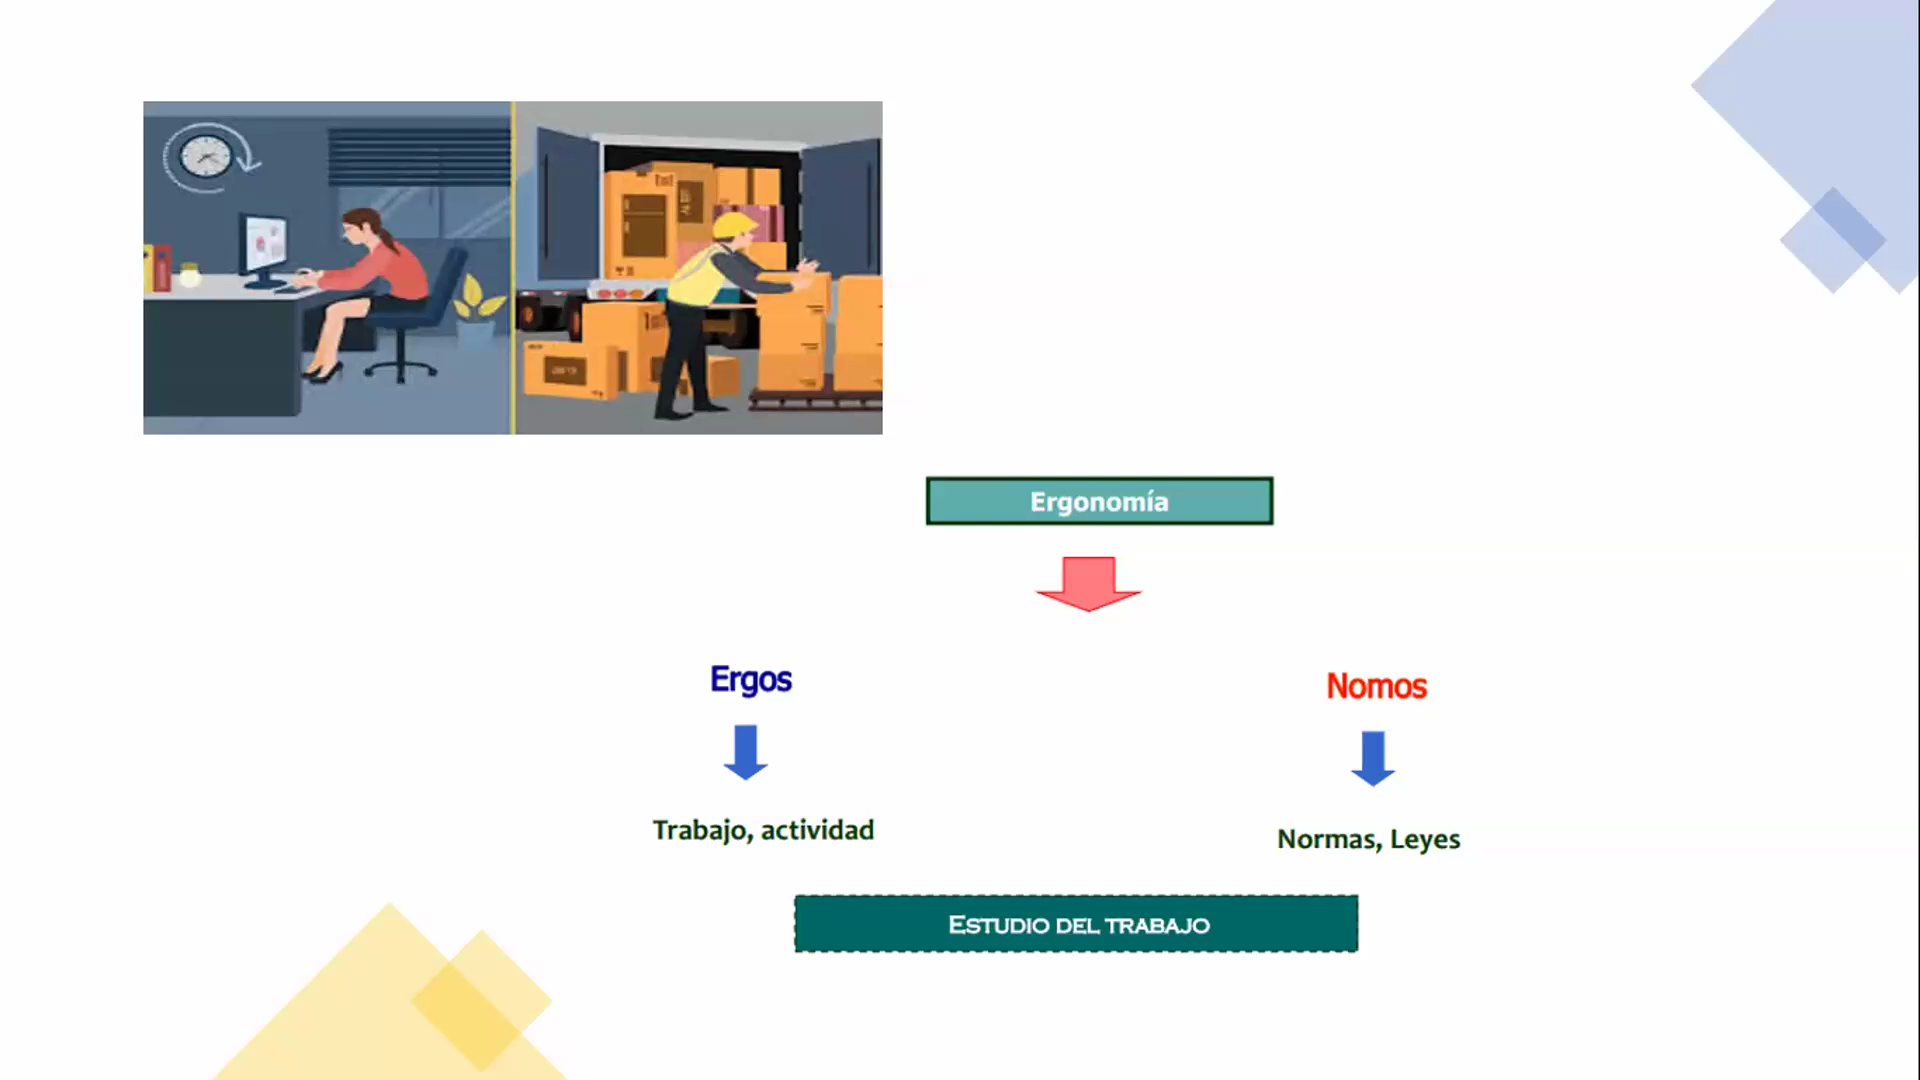 Ergonomía
Ergos
Nomos
Trabajo, actividad
Normas, Leyes
ESTUDIO DEL TRABAJO